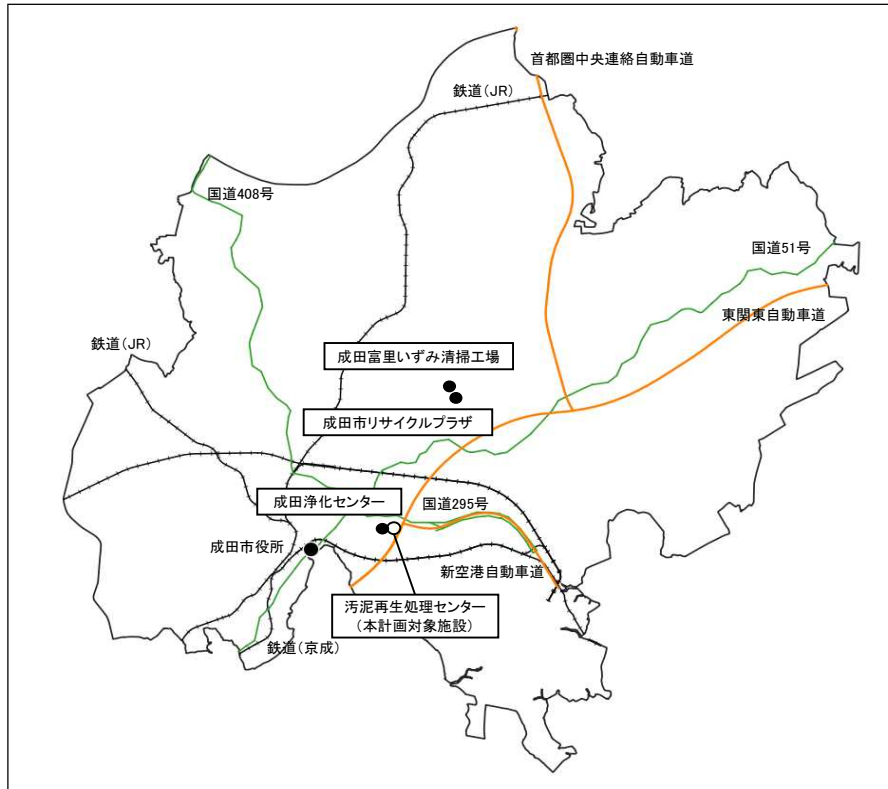 首都圏中央連絡自動車道
鉄道(JR)
国道408号
国道51号
東関東自動車道
鉄道(JR)
成田富里いずみ清掃工場
成田市リサイクルプラザ
成田浄化センター
国道295号
成田市役所
新空港自動車道
汚泥再生処理センター
(本計画対象施設)
鉄道(京成)